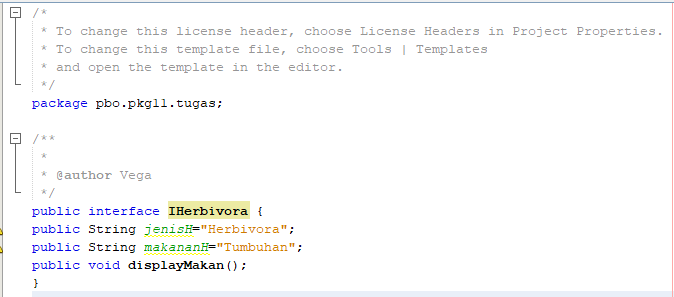 /*
 * To change this license header, choose License Headers in Project Properties.
 * To change this template file, choose Tools | Templates
 * and open the template in the editor.
 */
package pbo.pkg11.tugas;
/**
 *
 * @author Vega
 */
public interface IHerbivora {
public String jenisH="Herbivora";
public String makananH="Tumbuhan";
public void displayMakan();
}